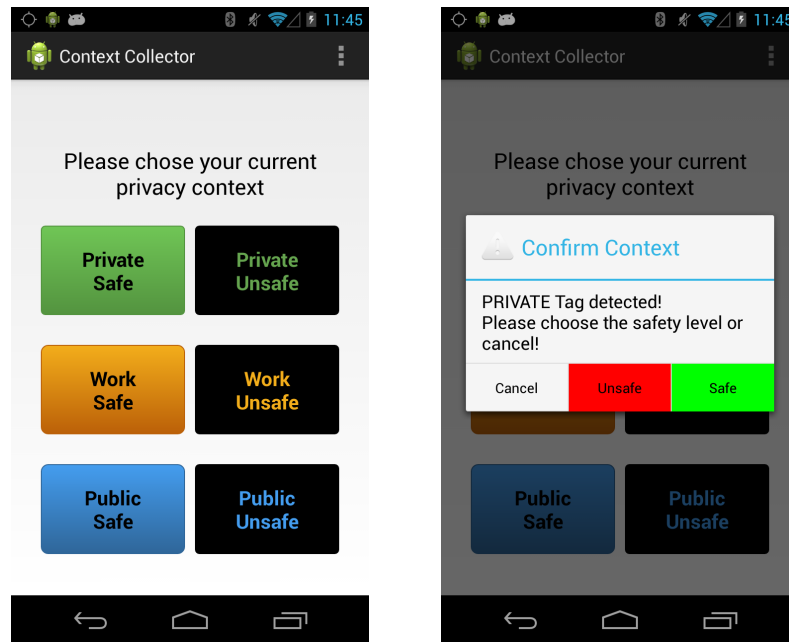 11:45
Context Collector
Please chose your current
privacy context
Private
Safe
Private
Unsafe
Work
Safe
Work
Unsafe
Public
Safe
Public
Unsafe
11:45
Context Collector
Please chose your current
privacy context
Confirm Context
PRIVATE Tag detected!
Please choose the safety level or
cancel!
Cancel
Unsafe
Safe
Public
Safe
Public
Unsafe